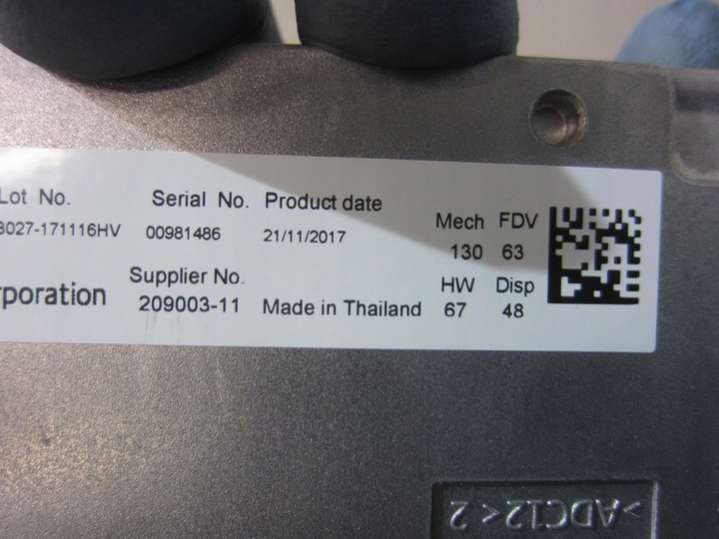 Lot No. Serial No. Product date
8027-171116HV 00981486 21/11/2017
Mech FDV
130 63
rporation Supplier No. HW Disp
209003-11 Made in Thailand 67 48
>ADC12< 2